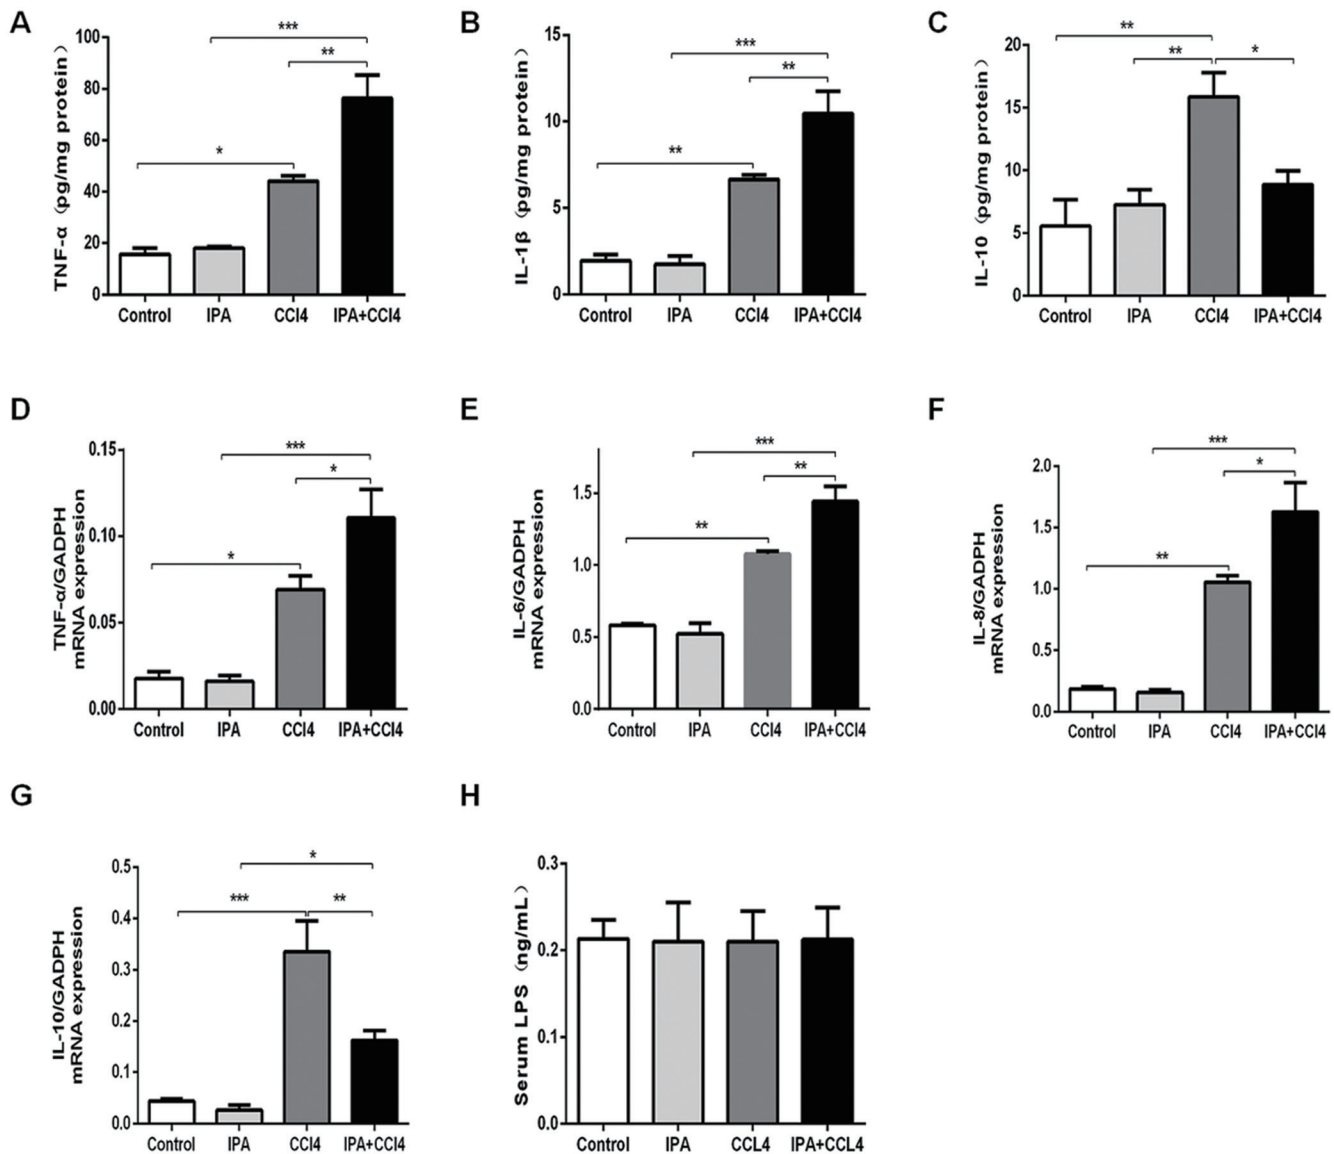 A
TNF-α（pg/mg protein）
100
80
60
40
20
0
***
**
*
Control IPA CCl4 IPA+CCl4
B
IL-1β（pg/mg protein）
15
10
5
0
***
**
**
Control IPA CCl4 IPA+CCl4
C
IL-10（pg/mg protein）
20
15
10
5
0
**
** *
Control IPA CCl4 IPA+CCl4
D
TNF-α/GADPH
mRNA expression
0.15
0.10
0.05
0.00
***
*
*
Control IPA CCl4 IPA+CCl4
E
IL-6/GADPH
mRNA expression
1.5
1.0
0.5
0.0
***
**
**
Control IPA CCl4 IPA+CCl4
F
IL-8/GADPH
mRNA expression
2.0
1.5
1.0
0.5
0.0
***
*
**
Control IPA CCl4 IPA+CCl4
G
IL-10/GADPH
mRNA expression
0.5
0.4
0.3
0.2
0.1
0.0
*
*** **
Control IPA CCl4 IPA+CCl4
H
Serum LPS（ng/mL）
0.3
0.2
0.1
0.0
Control IPA CCL4 IPA+CCL4